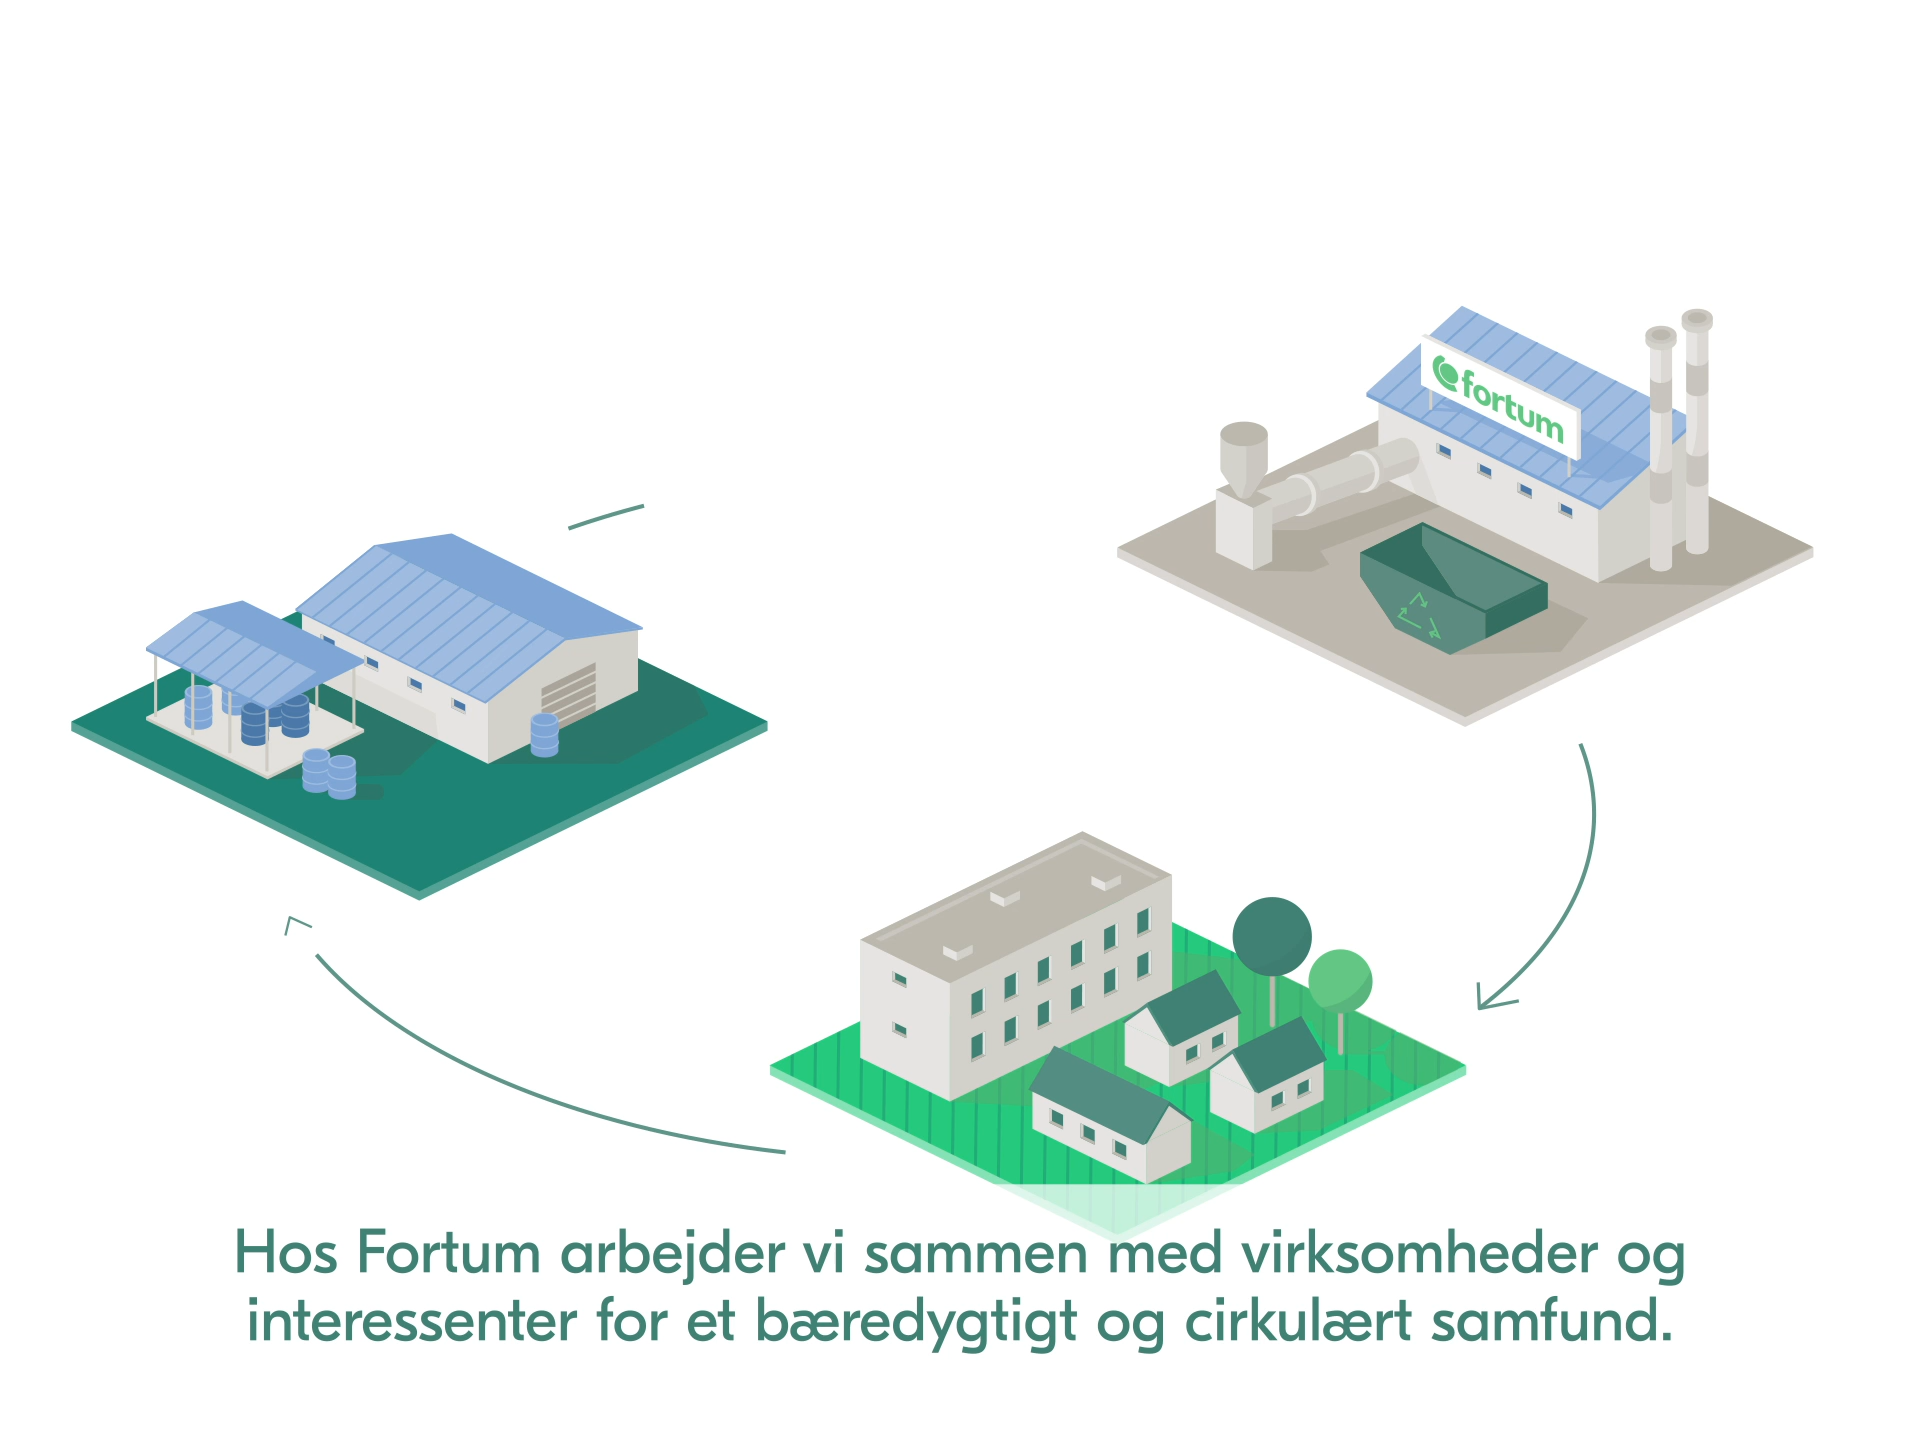 fortum
Hos Fortum arbejder vi sammen med virksomheder og
interessenter for et bæredygtigt og cirkulært samfund.